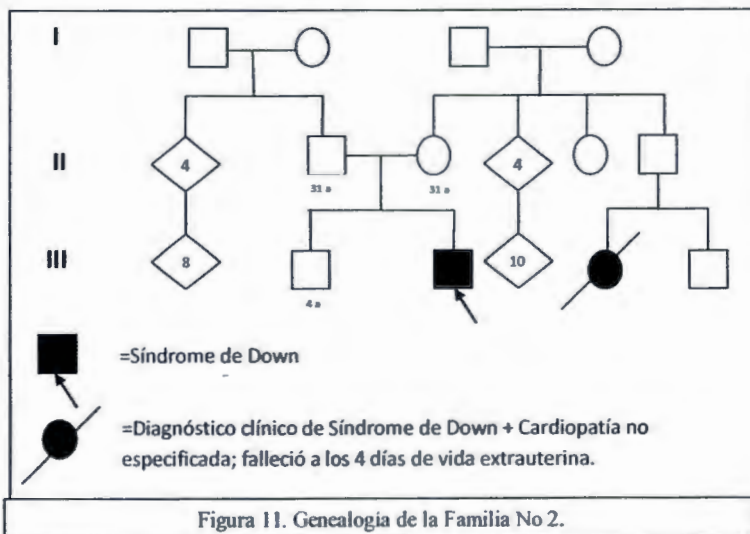 I
II
4
31 a
31 a
4
III
8
4 a
10
=Síndrome de Down
=Diagnóstico clínico de Síndrome de Down + Cardiopatía no
especificada; falleció a los 4 días de vida extrauterina.
Figura 11. Genealogía de la Familia No 2.